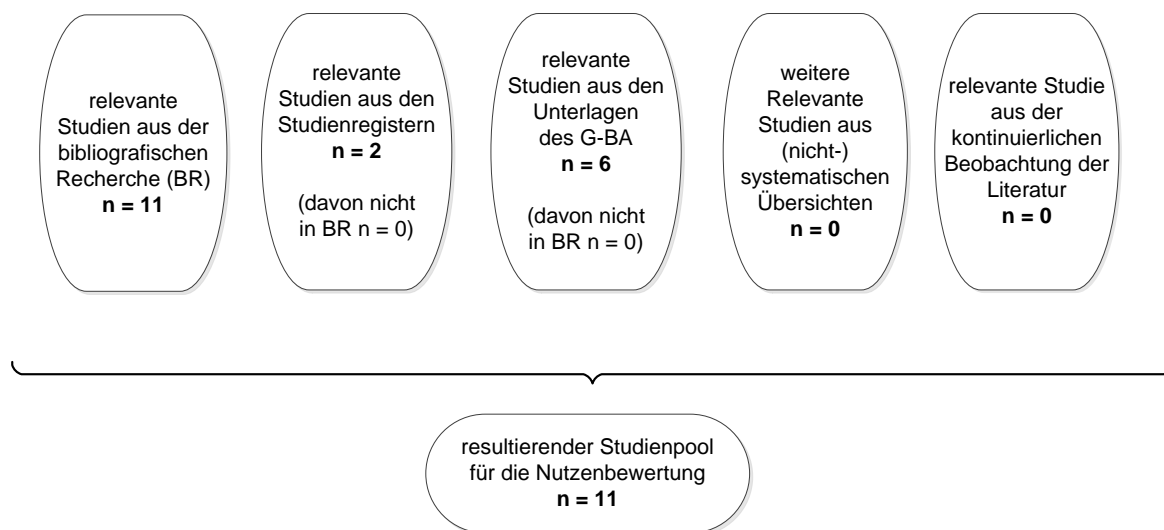 relevante
Studien aus der
bibliografischen
Recherche (BR)
n = 11
relevante
Studien aus den
Studienregistern
n = 2
(davon nicht
in BR n = 0)
relevante
Studien aus den
Unterlagen
des G-BA
n = 6
(davon nicht
in BR n = 0)
weitere
Relevante
Studien aus
(nicht-)
systematischen
Übersichten
n = 0
relevante Studie
aus der
kontinuierlichen
Beobachtung der
Literatur
n = 0
resultierender Studienpool
für die Nutzenbewertung
n = 11